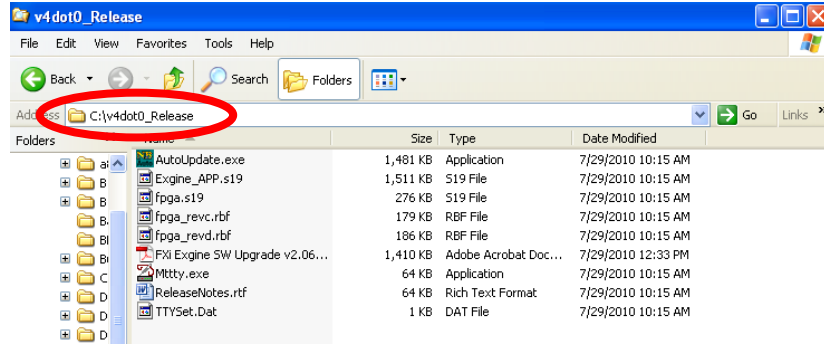 v4dot0_Release
File Edit View Favorites Tools Help
Back Search Folders
Address C:\v4dot0_Release Go Links »
Folders Name Size Type Date Modified
AutoUpdate.exe 1,481 KB Application 7/29/2010 10:15 AM
Exgine_APP.s19 1,511 KB S19 File 7/29/2010 10:15 AM
B fpga.s19 276 KB S19 File 7/29/2010 10:15 AM
B fpga_revc.rbf 179 KB RBF File 7/29/2010 10:15 AM
B fpga_revd.rbf 186 KB RBF File 7/29/2010 10:15 AM
FXi Exgine SW Upgrade v2.06... 1,410 KB Adobe Acrobat Doc... 7/29/2010 12:33 PM
C Mttty.exe 64 KB Application 7/29/2010 10:15 AM
D ReleaseNotes.rtf 64 KB Rich Text Format 7/29/2010 10:15 AM
D TTYSet.Dat 1 KB DAT File 7/29/2010 10:15 AM
D